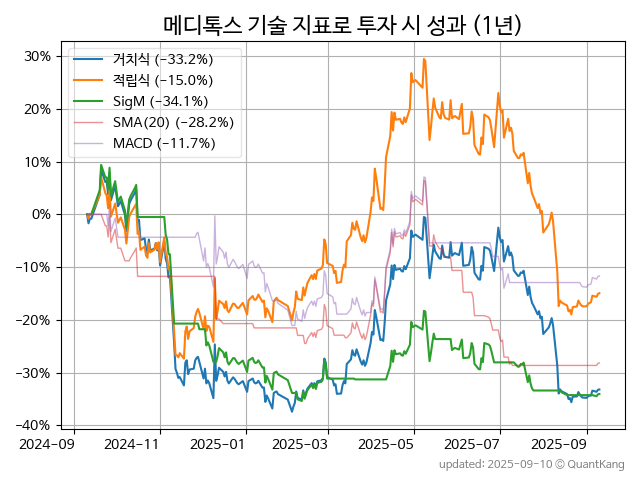 메디톡스 기술 지표로 투자 시 성과 (1년)
거치식 (−33.2%)
적립식 (−15.0%)
SigM (−34.1%)
SMA(20) (−28.2%)
MACD (−11.7%)
30%
20%
10%
0%
−10%
−20%
−30%
−40%
2024-09 2024-11 2025-01 2025-03 2025-05 2025-07 2025-09
updated: 2025-09-10 © QuantKang